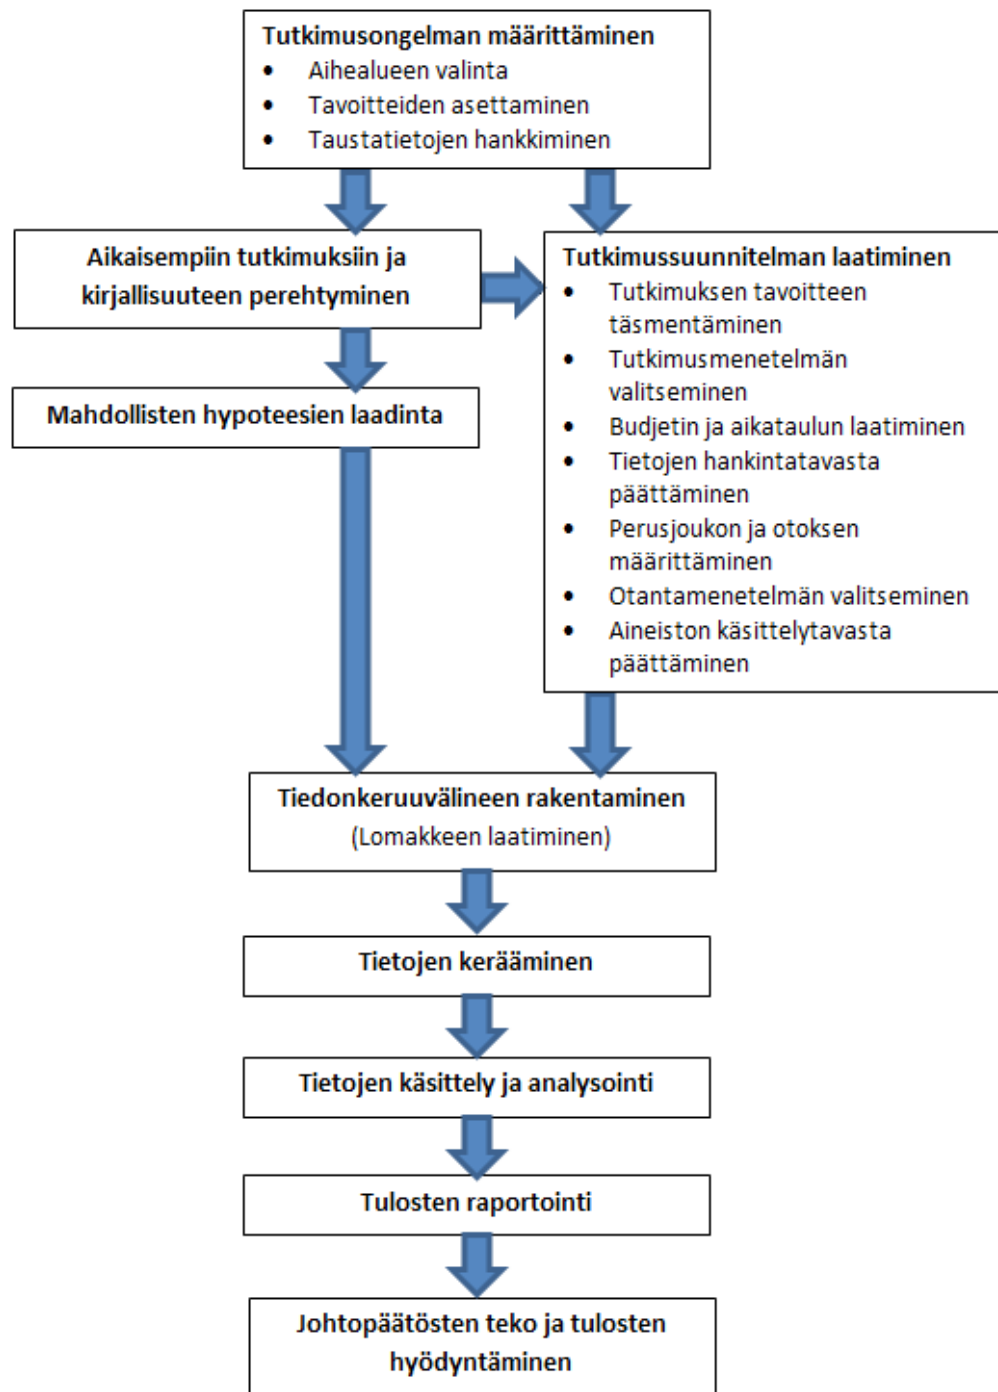 Tutkimusongelman määrittäminen
• Aihealueen valinta
• Tavoitteiden asettaminen
• Taustatietojen hankkiminen
Aikaisempiin tutkimuksiin ja
kirjallisuuteen perehtyminen
Mahdollisten hypoteesien laadinta
Tutkimussuunnitelman laatiminen
• Tutkimuksen tavoitteen
täsmentäminen
• Tutkimusmenetelmän
valitseminen
• Budjetin ja aikataulun laatiminen
• Tietojen hankintatavasta
päättäminen
• Perusjoukon ja otoksen
määrittäminen
• Otantamenetelmän valitseminen
• Aineiston käsittelytavasta
päättäminen
Tiedonkeruuvälineen rakentaminen
(Lomakkeen laatiminen)
Tietojen kerääminen
Tietojen käsittely ja analysointi
Tulosten raportointi
Johtopäätösten teko ja tulosten
hyödyntäminen